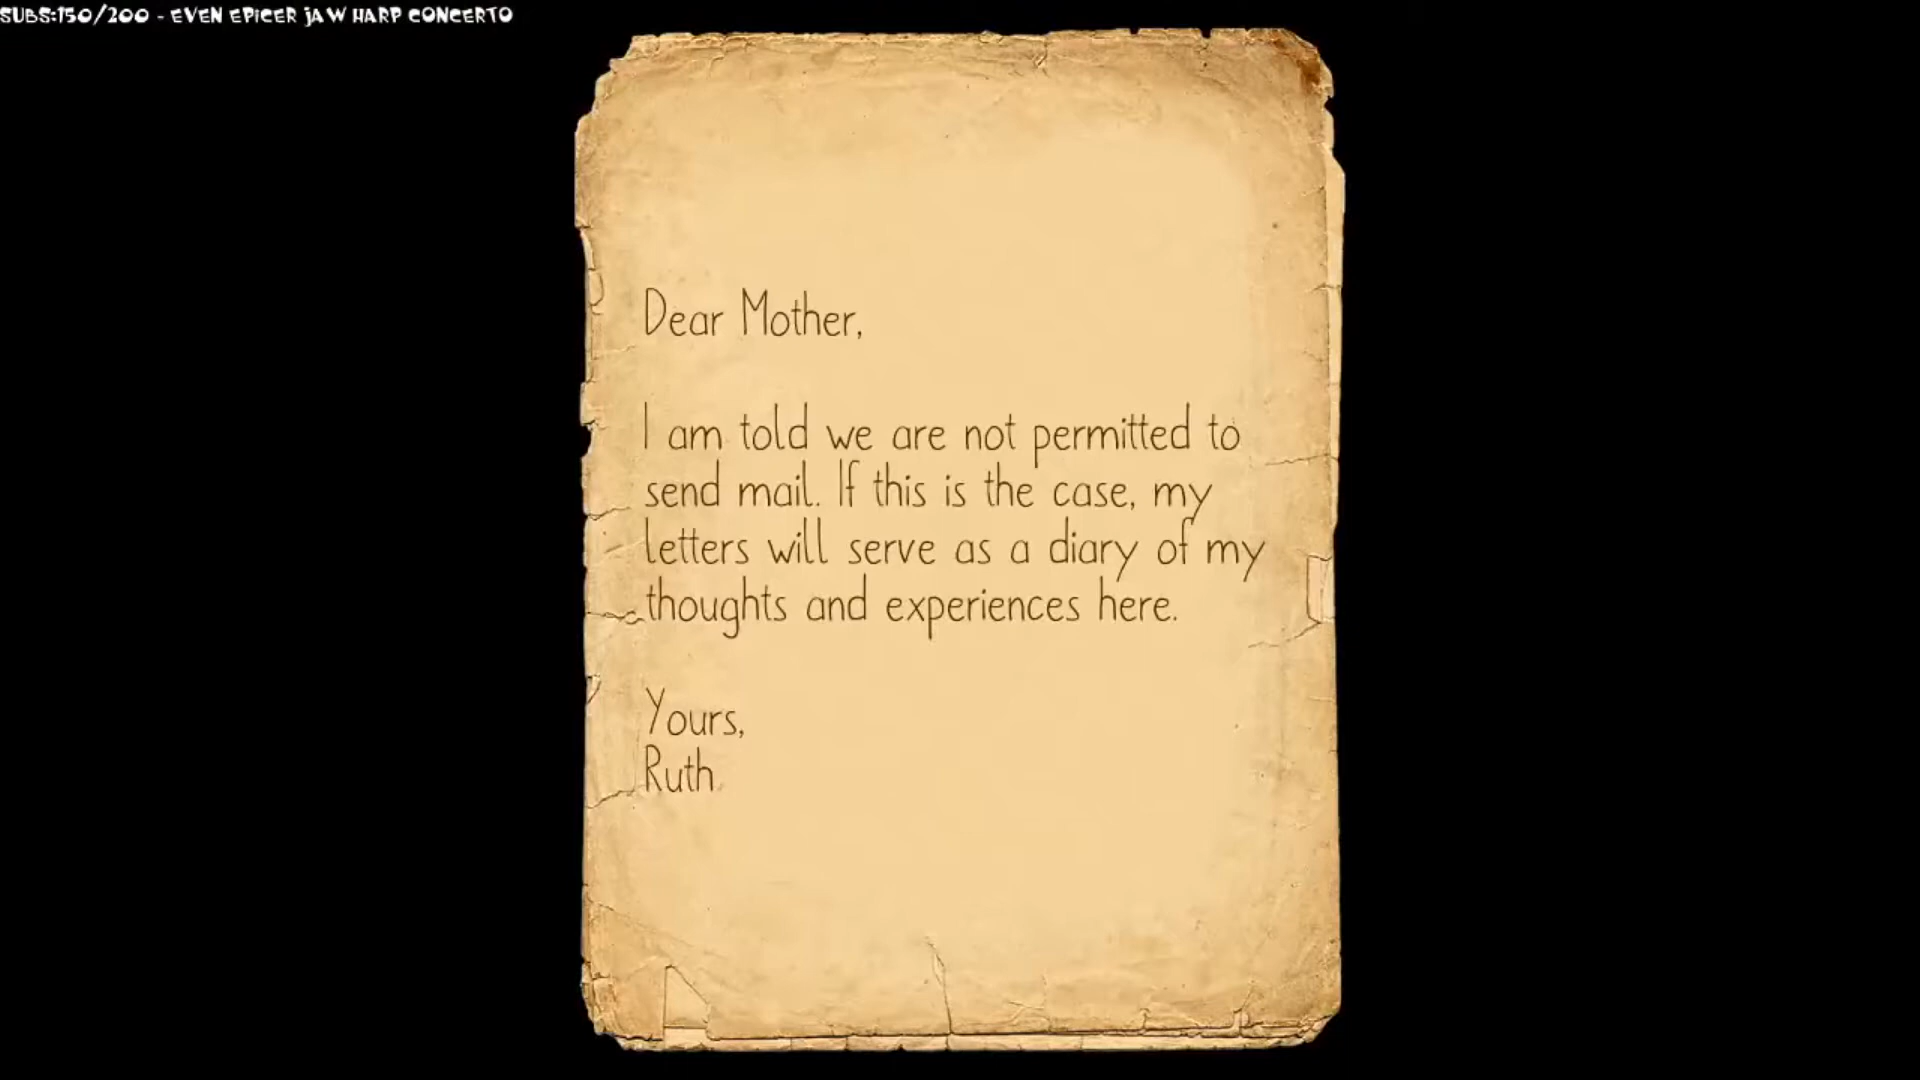 SUBS:150/200 - EVEN EPICER JAW HARP CONCERTO
Dear Mother,
I am told we are not permitted to
send mail. If this is the case, my
letters will serve as a diary of my
thoughts and experiences here.
Yours,
Ruth